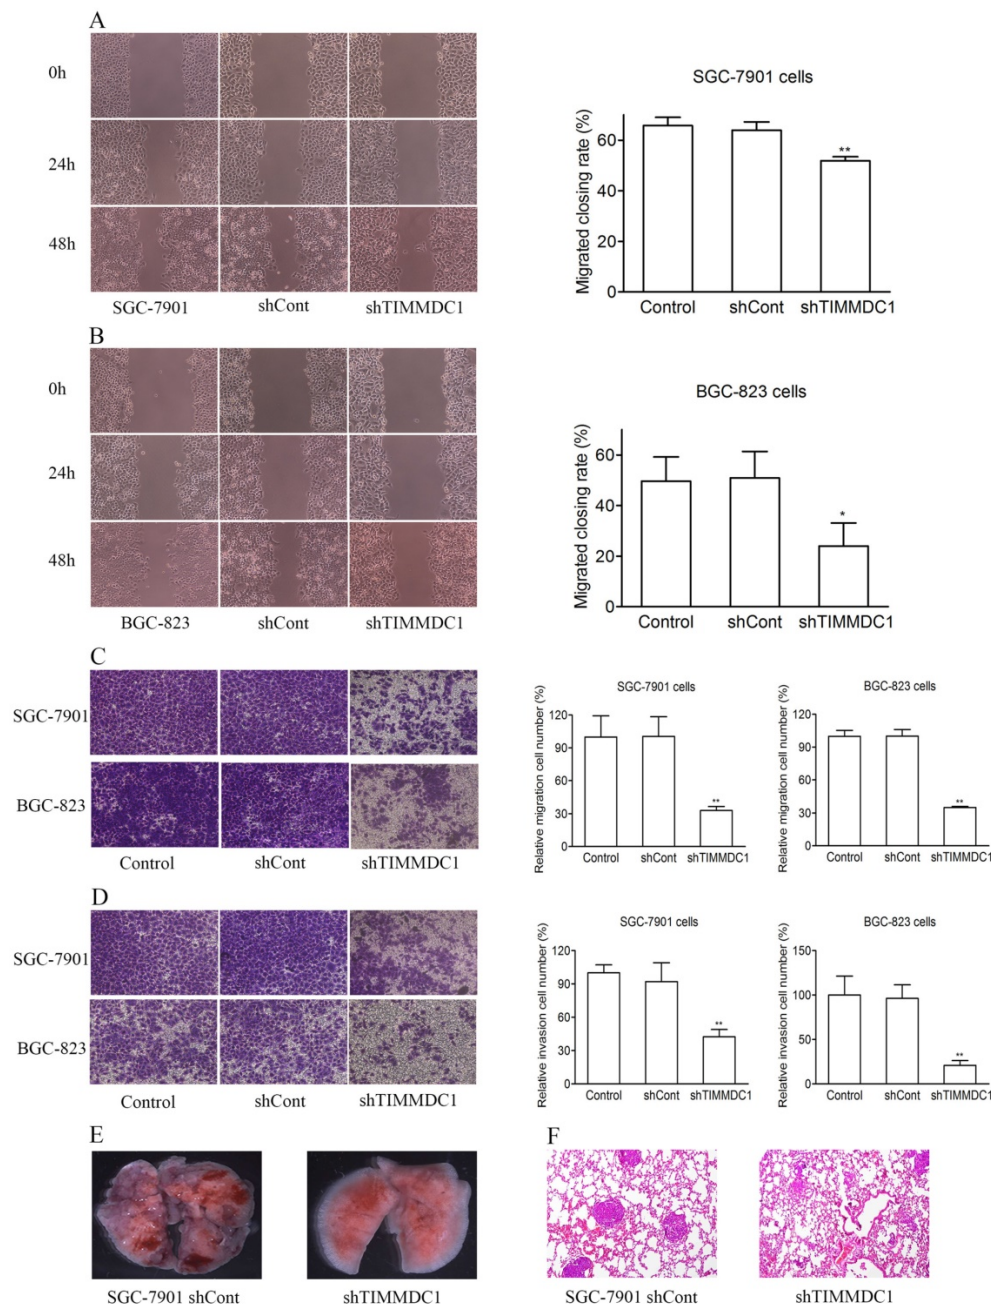 A
0h
24h
48h
SGC-7901 shCont shTIMMDC1
SGC-7901 cells
Migrated closing rate (%)
60
40
20
0
**
Control shCont shTIMMDC1
B
0h
24h
48h
BGC-823 shCont shTIMMDC1
BGC-823 cells
Migrated closing rate (%)
60
40
20
0
*
Control shCont shTIMMDC1
C
SGC-7901
BGC-823
Control shCont shTIMMDC1
SGC-7901 cells
Relative migration cell number (%)
120
90
60
30
0
**
Control shCont shTIMMDC1
BGC-823 cells
Relative migration cell number (%)
120
90
60
30
0
**
Control shCont shTIMMDC1
D
SGC-7901
BGC-823
Control shCont shTIMMDC1
SGC-7901 cells
Relative invasion cell number (%)
120
90
60
30
0
**
Control shCont shTIMMDC1
BGC-823 cells
Relative invasion cell number (%)
150
100
50
0
**
Control shCont shTIMMDC1
E
SGC-7901 shCont shTIMMDC1
F
SGC-7901 shCont shTIMMDC1